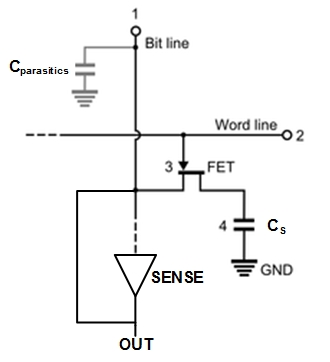 1
Bit line
Cparasitics
Word line
2
3
FET
4
Cs
GND
SENSE
OUT